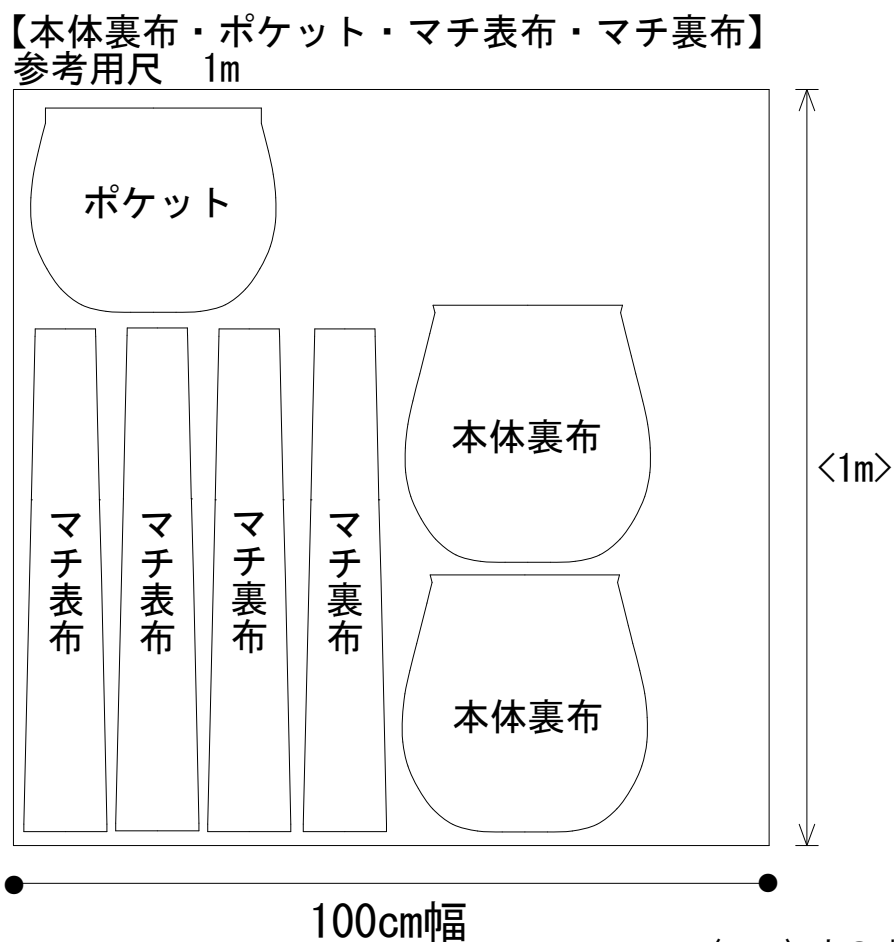 【本体裏布・ポケット・マチ表布・マチ裏布】
参考用尺　1m
ポケット
本体裏布
<1m>
マチ表布
マチ表布
マチ裏布
マチ裏布
本体裏布
100cm幅